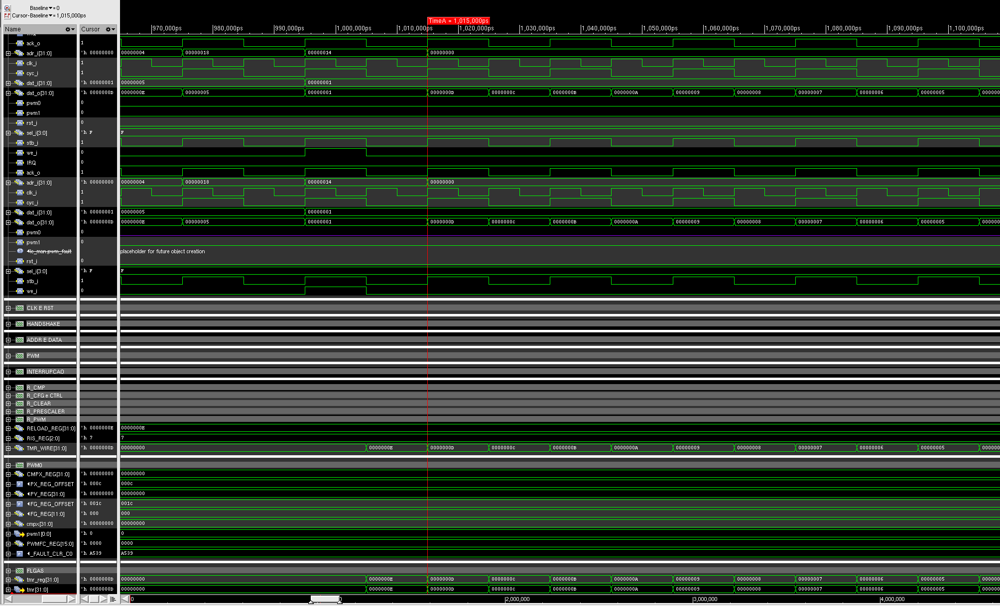 Baseline▼= 0
Cursor-Baseline▼= 1,015,000ps
TimeA = 1,015,000ps
Name Cursor 970,000ps 980,000ps 990,000ps 1,000,000ps 1,010,000ps 1,020,000ps 1,030,000ps 1,040,000ps 1,050,000ps 1,060,000ps 1,070,000ps 1,080,000ps 1,090,000ps 1,100,000ps
IRQ
ack_o 1
adr_i[31:0] 'h 00000000 00000004 00000018 00000014 00000000
clk_i 1
cyc_i 1
dat_i[31:0] 'h 00000001 00000005 00000001
dat_o[31:0] 'h 0000000D 0000000E 00000005 00000001 0000000D 0000000C 0000000B 0000000A 00000009 00000008 00000007 00000006 00000005 00000
pwm0 0
pwm1 0
rst_i 0
sel_i[3:0] 'h F F
stb_i 1
we_i 0
IRQ 0
ack_o 1
adr_i[31:0] 'h 00000000 00000004 00000018 00000014 00000000
clk_i 1
cyc_i 1
dat_i[31:0] 'h 00000001 00000005 00000001
dat_o[31:0] 'h 0000000D 0000000E 00000005 00000001 0000000D 0000000C 0000000B 0000000A 00000009 00000008 00000007 00000006 00000005 00000
pwm0 0
pwm1 0
lc_man.pwm_fault placeholder for future object creation
rst_i 0
sel_i[3:0] 'h F F
stb_i 1
we_i 0
CLK E RST
HANDSHAKE
ADDR E DATA
PWM
INTERRUPCAO
R_CMP
R_CFG e CTRL
R_CLEAR
R_PRESCALER
R_PWM
RELOAD_REG[31:0] 'h 0000000E 0000000E
RIS_REG[2:0] 'h 7 7
TMR_WIRE[31:0] 'h 0000000D 00000000 0000000E 0000000D 0000000C 0000000B 0000000A 00000009 00000008 00000007 00000006 00000005 00000
PWM0
CMPX_REG[31:0] 'h 00000000 00000000
PX_REG_OFFSET 'h 000c 000c
PV_REG[31:0] 'h 00000000 00000000
FG_REG_OFFSET 'h 001c 001c
FG_REG[11:0] 'h 000 000
cmpx[31:0] 'h 00000000 00000000
pwm1[0:0] 'h 0 0
PWMFC_REG[15:0] 'h 0000 0000
_FAULT_CLR_CO 'h A539 A539
FLGAS
tmr_reg[31:0] 'h 0000000D 00000000 0000000E 0000000D 0000000C 0000000B 0000000A 00000009 00000008 00000007 00000006 00000005 00000
tmr[31:0] 'h 0000000D 00000000 0000000E 0000000D 0000000C 0000000B 0000000A 00000009 00000008 00000007 00000006 00000005 00000
0 2,000,000 3,000,000 4,000,000